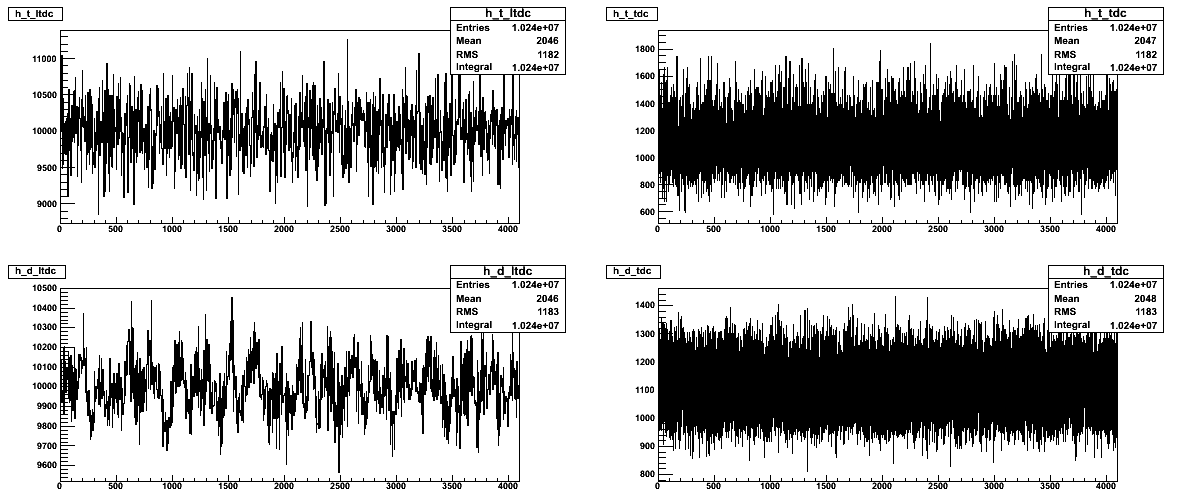 h_t_ltdc
h_t_ltdc
Entries 1.024e+07
Mean 2046
RMS 1182
Integral 1.024e+07
11000
10500
10000
9500
9000
0 500 1000 1500 2000 2500 3000 3500 4000
h_t_tdc
h_t_tdc
Entries 1.024e+07
Mean 2047
RMS 1182
Integral 1.024e+07
1800
1600
1400
1200
1000
800
600
0 500 1000 1500 2000 2500 3000 3500 4000
h_d_ltdc
h_d_ltdc
Entries 1.024e+07
Mean 2046
RMS 1183
Integral 1.024e+07
10500
10400
10300
10200
10100
10000
9900
9800
9700
9600
0 500 1000 1500 2000 2500 3000 3500 4000
h_d_tdc
h_d_tdc
Entries 1.024e+07
Mean 2048
RMS 1183
Integral 1.024e+07
1400
1300
1200
1100
1000
900
800
0 500 1000 1500 2000 2500 3000 3500 4000